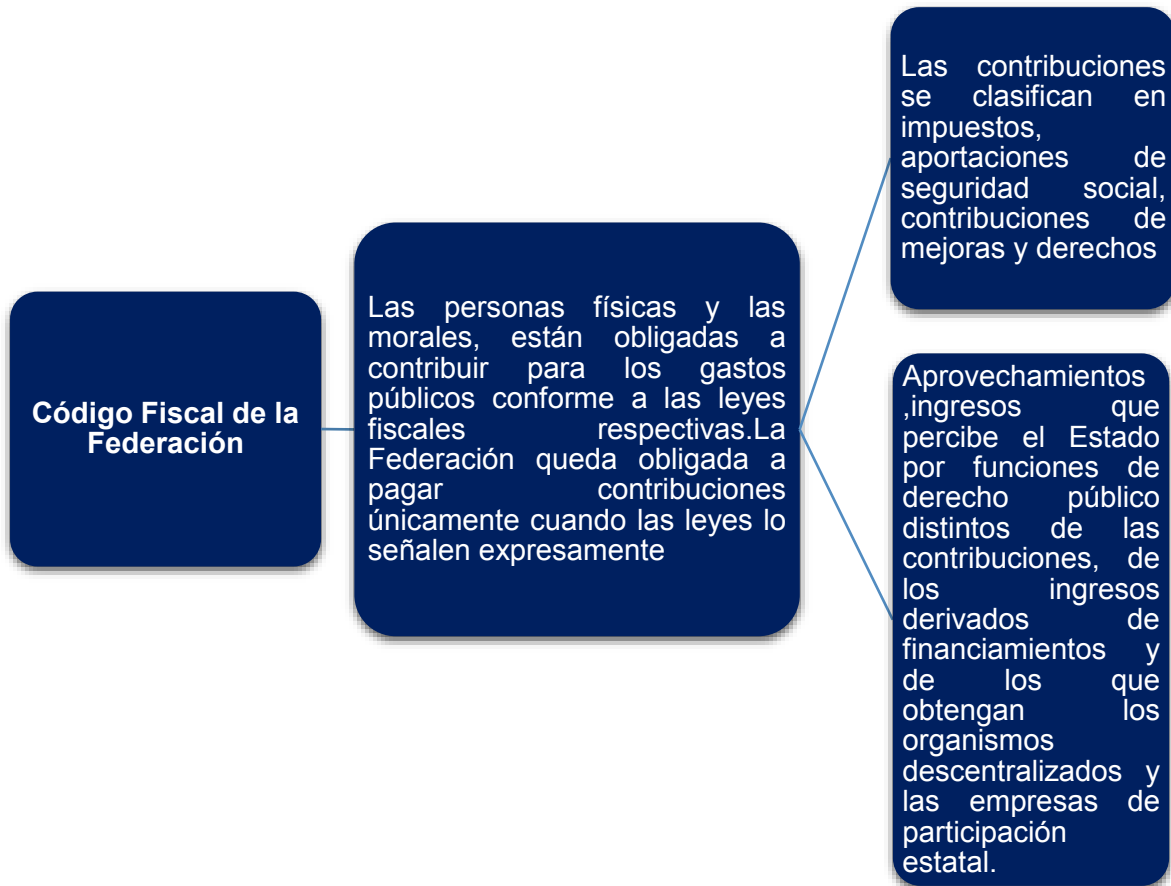 Código Fiscal de la
Federación
Las personas físicas y las
morales, están obligadas a
contribuir para los gastos
públicos conforme a las leyes
fiscales respectivas.La
Federación queda obligada a
pagar contribuciones
únicamente cuando las leyes lo
señalen expresamente
Las contribuciones
se clasifican en
impuestos,
aportaciones de
seguridad social,
contribuciones de
mejoras y derechos
Aprovechamientos
,ingresos que
percibe el Estado
por funciones de
derecho público
distintos de las
contribuciones, de
los ingresos
derivados de
financiamientos y
de los que
obtengan los
organismos
descentralizados y
las empresas de
participación
estatal.